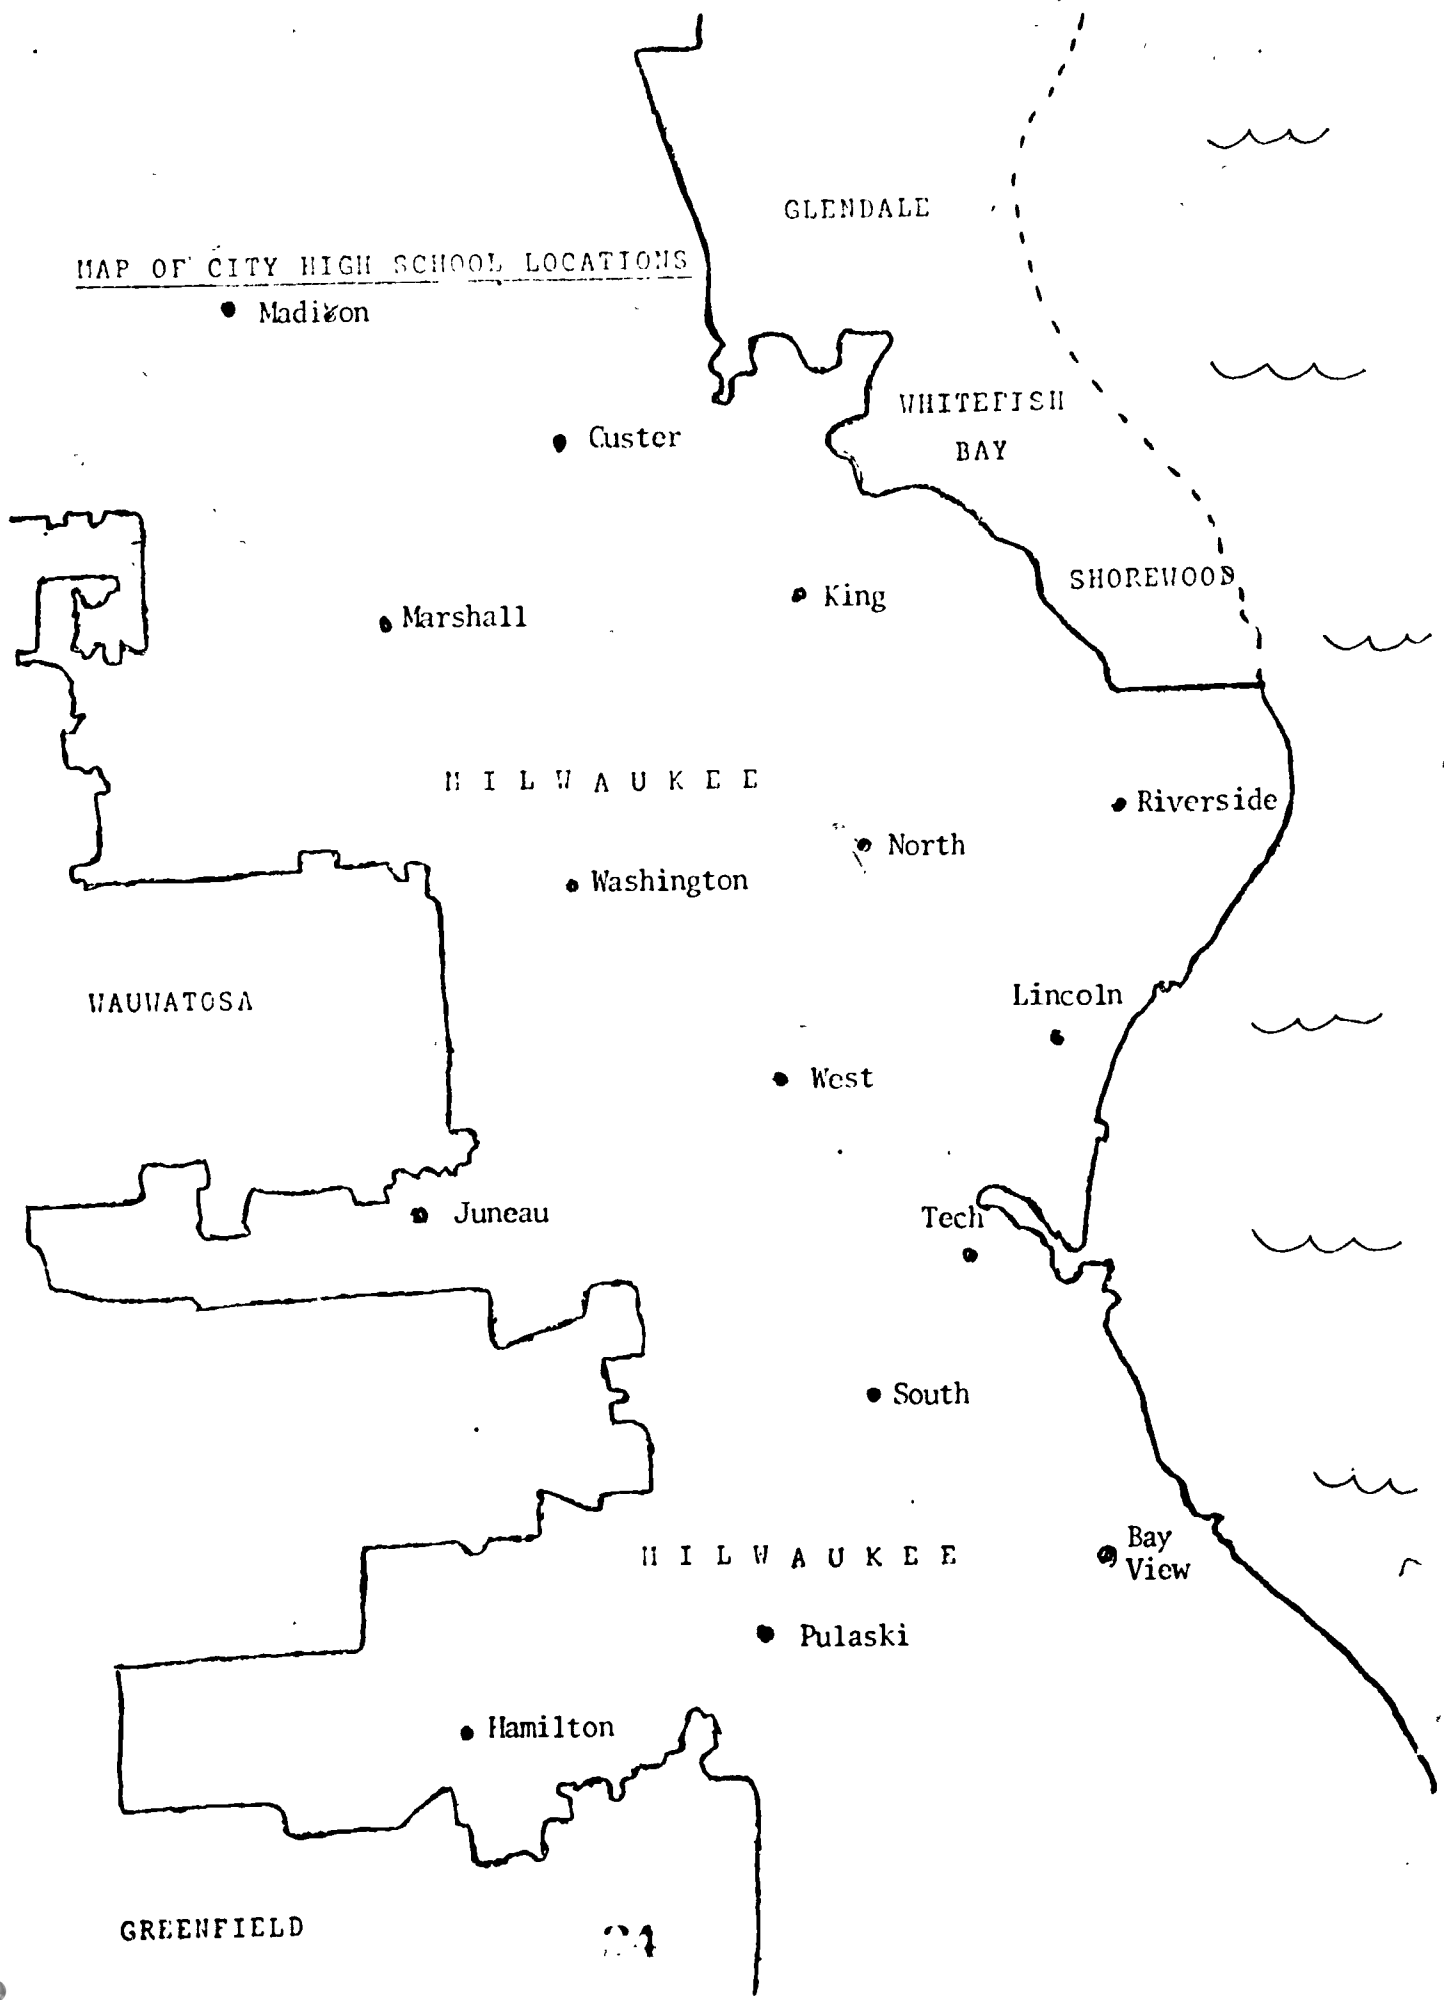 GLENDALE
MAP OF CITY HIGH SCHOOL LOCATIONS
Madison
WHITEFISH
BAY
Custer
SHOREWOOD
King
Marshall
MILWAUKEE
Riverside
North
Washington
WAUWATOSA
Lincoln
West
Juneau
Tech
South
Bay
View
MILWAUKEE
Pulaski
Hamilton
GREENFIELD